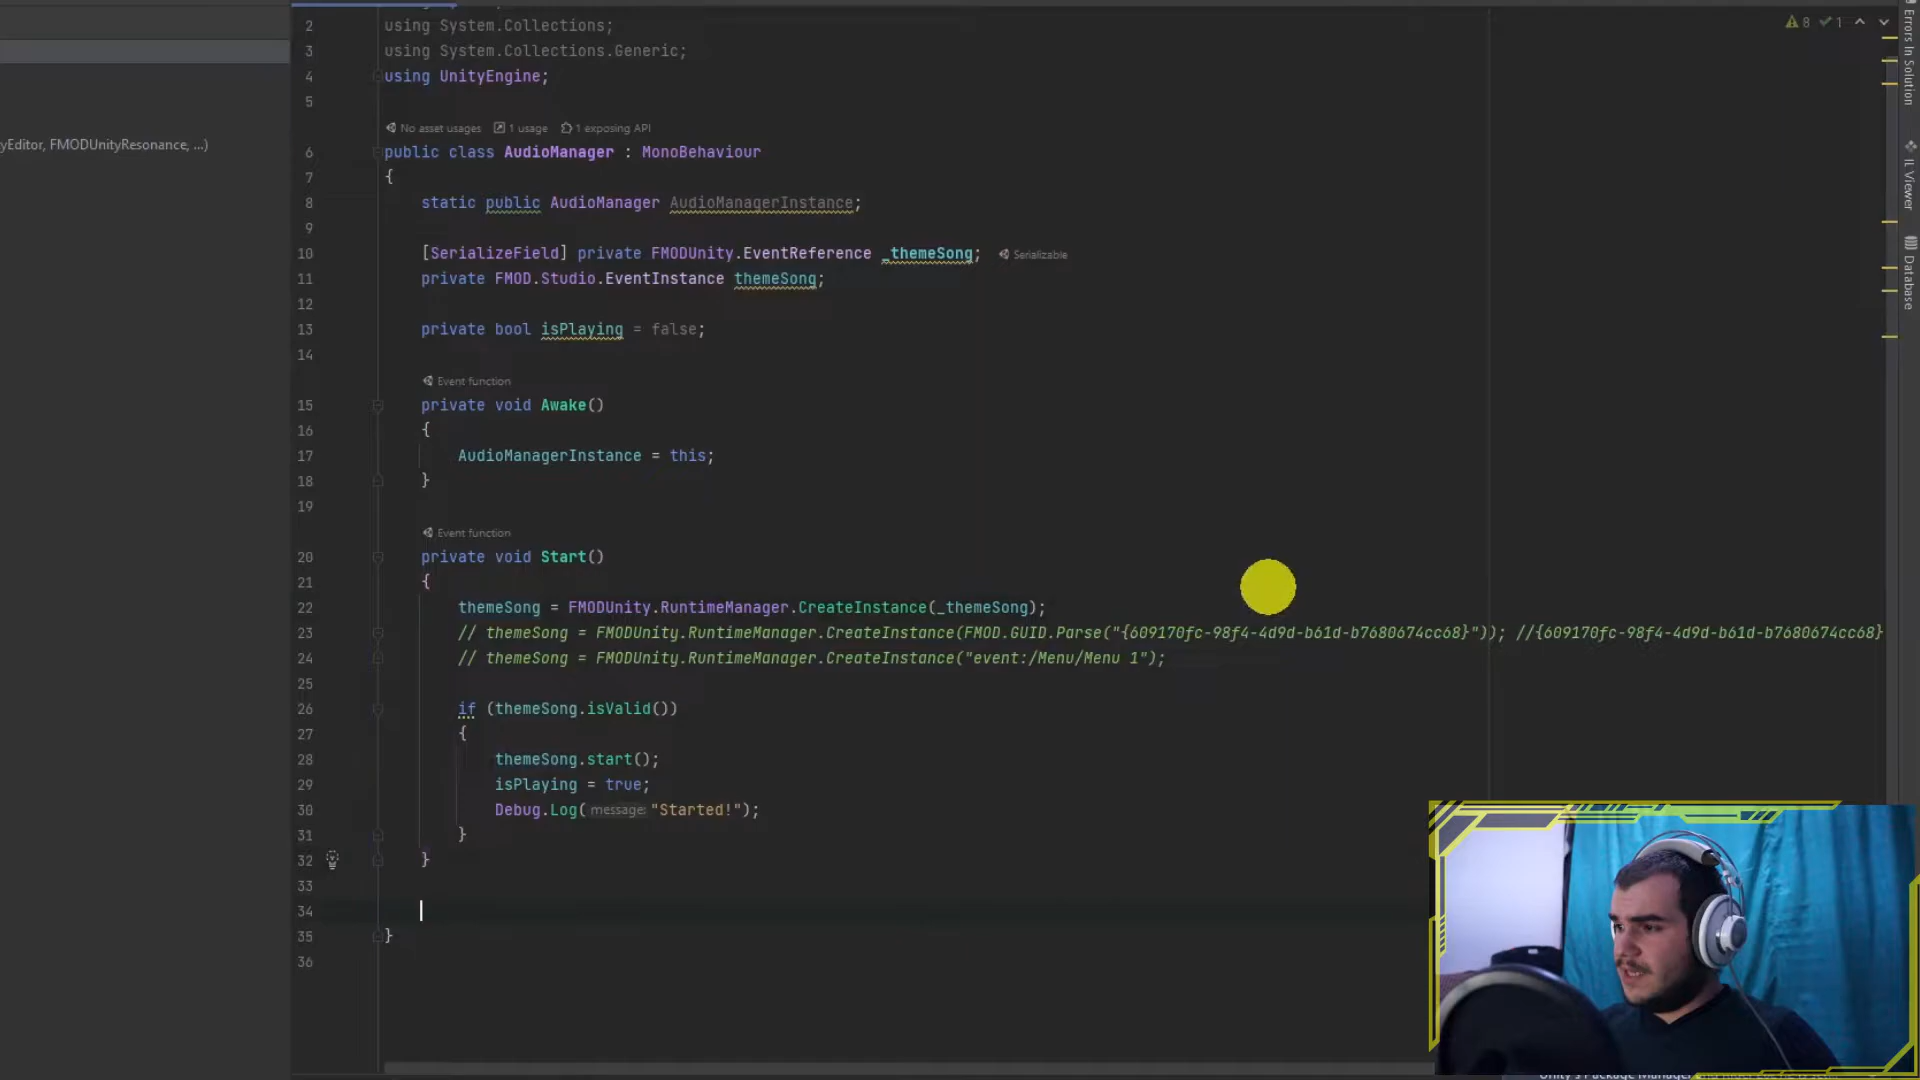 2 using System.Collections;
3 using System.Collections.Generic;
4 using UnityEngine;
5
No asset usages 1 usage 1 exposing API
6 public class AudioManager : MonoBehaviour
7 {
8 static public AudioManager AudioManagerInstance;
9
10 [SerializeField] private FMODUnity.EventReference _themeSong; Serializable
11 private FMOD.Studio.EventInstance themeSong;
12
13 private bool isPlaying = false;
14
Event function
15 private void Awake()
16 {
17 AudioManagerInstance = this;
18 }
19
Event function
20 private void Start()
21 {
22 themeSong = FMODUnity.RuntimeManager.CreateInstance(_themeSong);
23 // themeSong = FMODUnity.RuntimeManager.CreateInstance(FMOD.GUID.Parse("{609170fc-98f4-4d9d-b61d-b7680674cc68}")); //{609170fc-98f4-4d9d-b61d-b7680674cc68}
24 // themeSong = FMODUnity.RuntimeManager.CreateInstance("event:/Menu/Menu 1");
25
26 if (themeSong.isValid())
27 {
28 themeSong.start();
29 isPlaying = true;
30 Debug.Log( message: "Started!");
31 }
32 }
33
34
35 }
36
yEditor, FMODUnityResonance, ...)
8 1
Errors In Solution
IL Viewer
Database
Unity's Package Manager